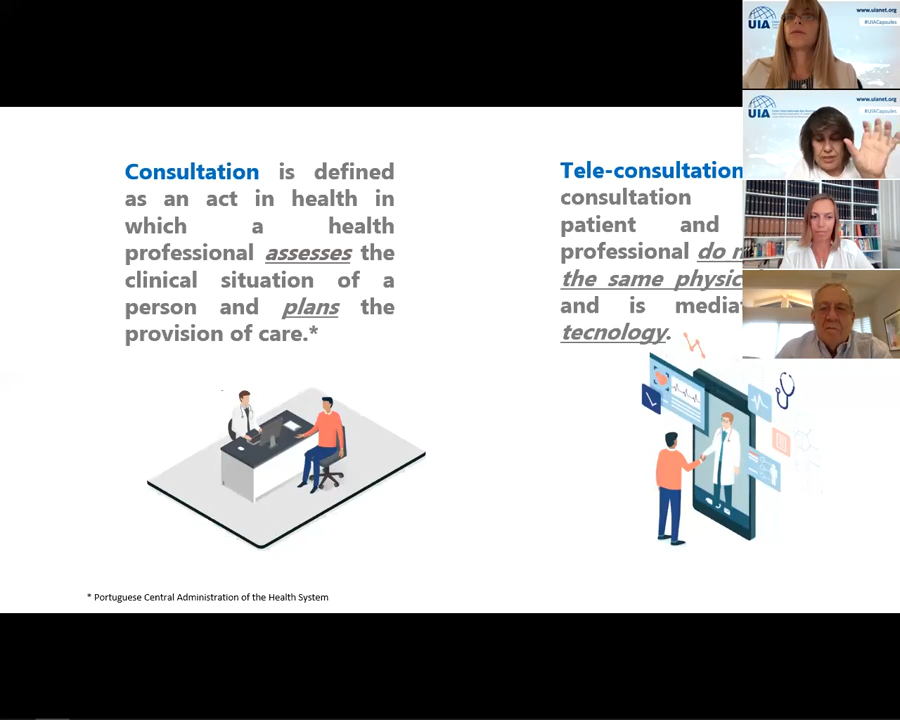 Consultation is defined
as an act in health in
which a health
professional assesses the
clinical situation of a
person and plans the
provision of care.*
Tele-consultation
consultation
patient and
professional do
the same
and is
tecnology.
* Portuguese Central Administration of the Health System
UIA
www.uianet.org
#UIACapsules
UIA
www.uianet.org
#UIACapsules